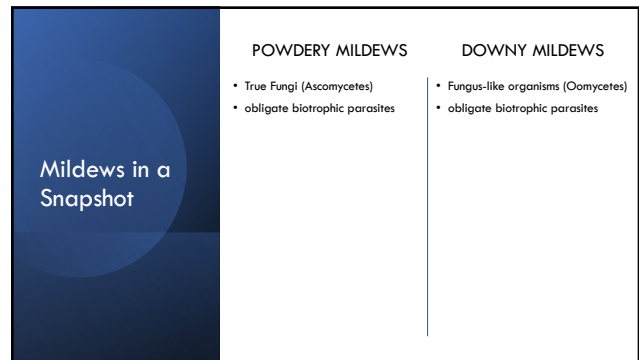 Mildews in a
Snapshot
POWDERY MILDEWS
• True Fungi (Ascomycetes)
• obligate biotrophic parasites
DOWNY MILDEWS
• Fungus-like organisms (Oomycetes)
• obligate biotrophic parasites